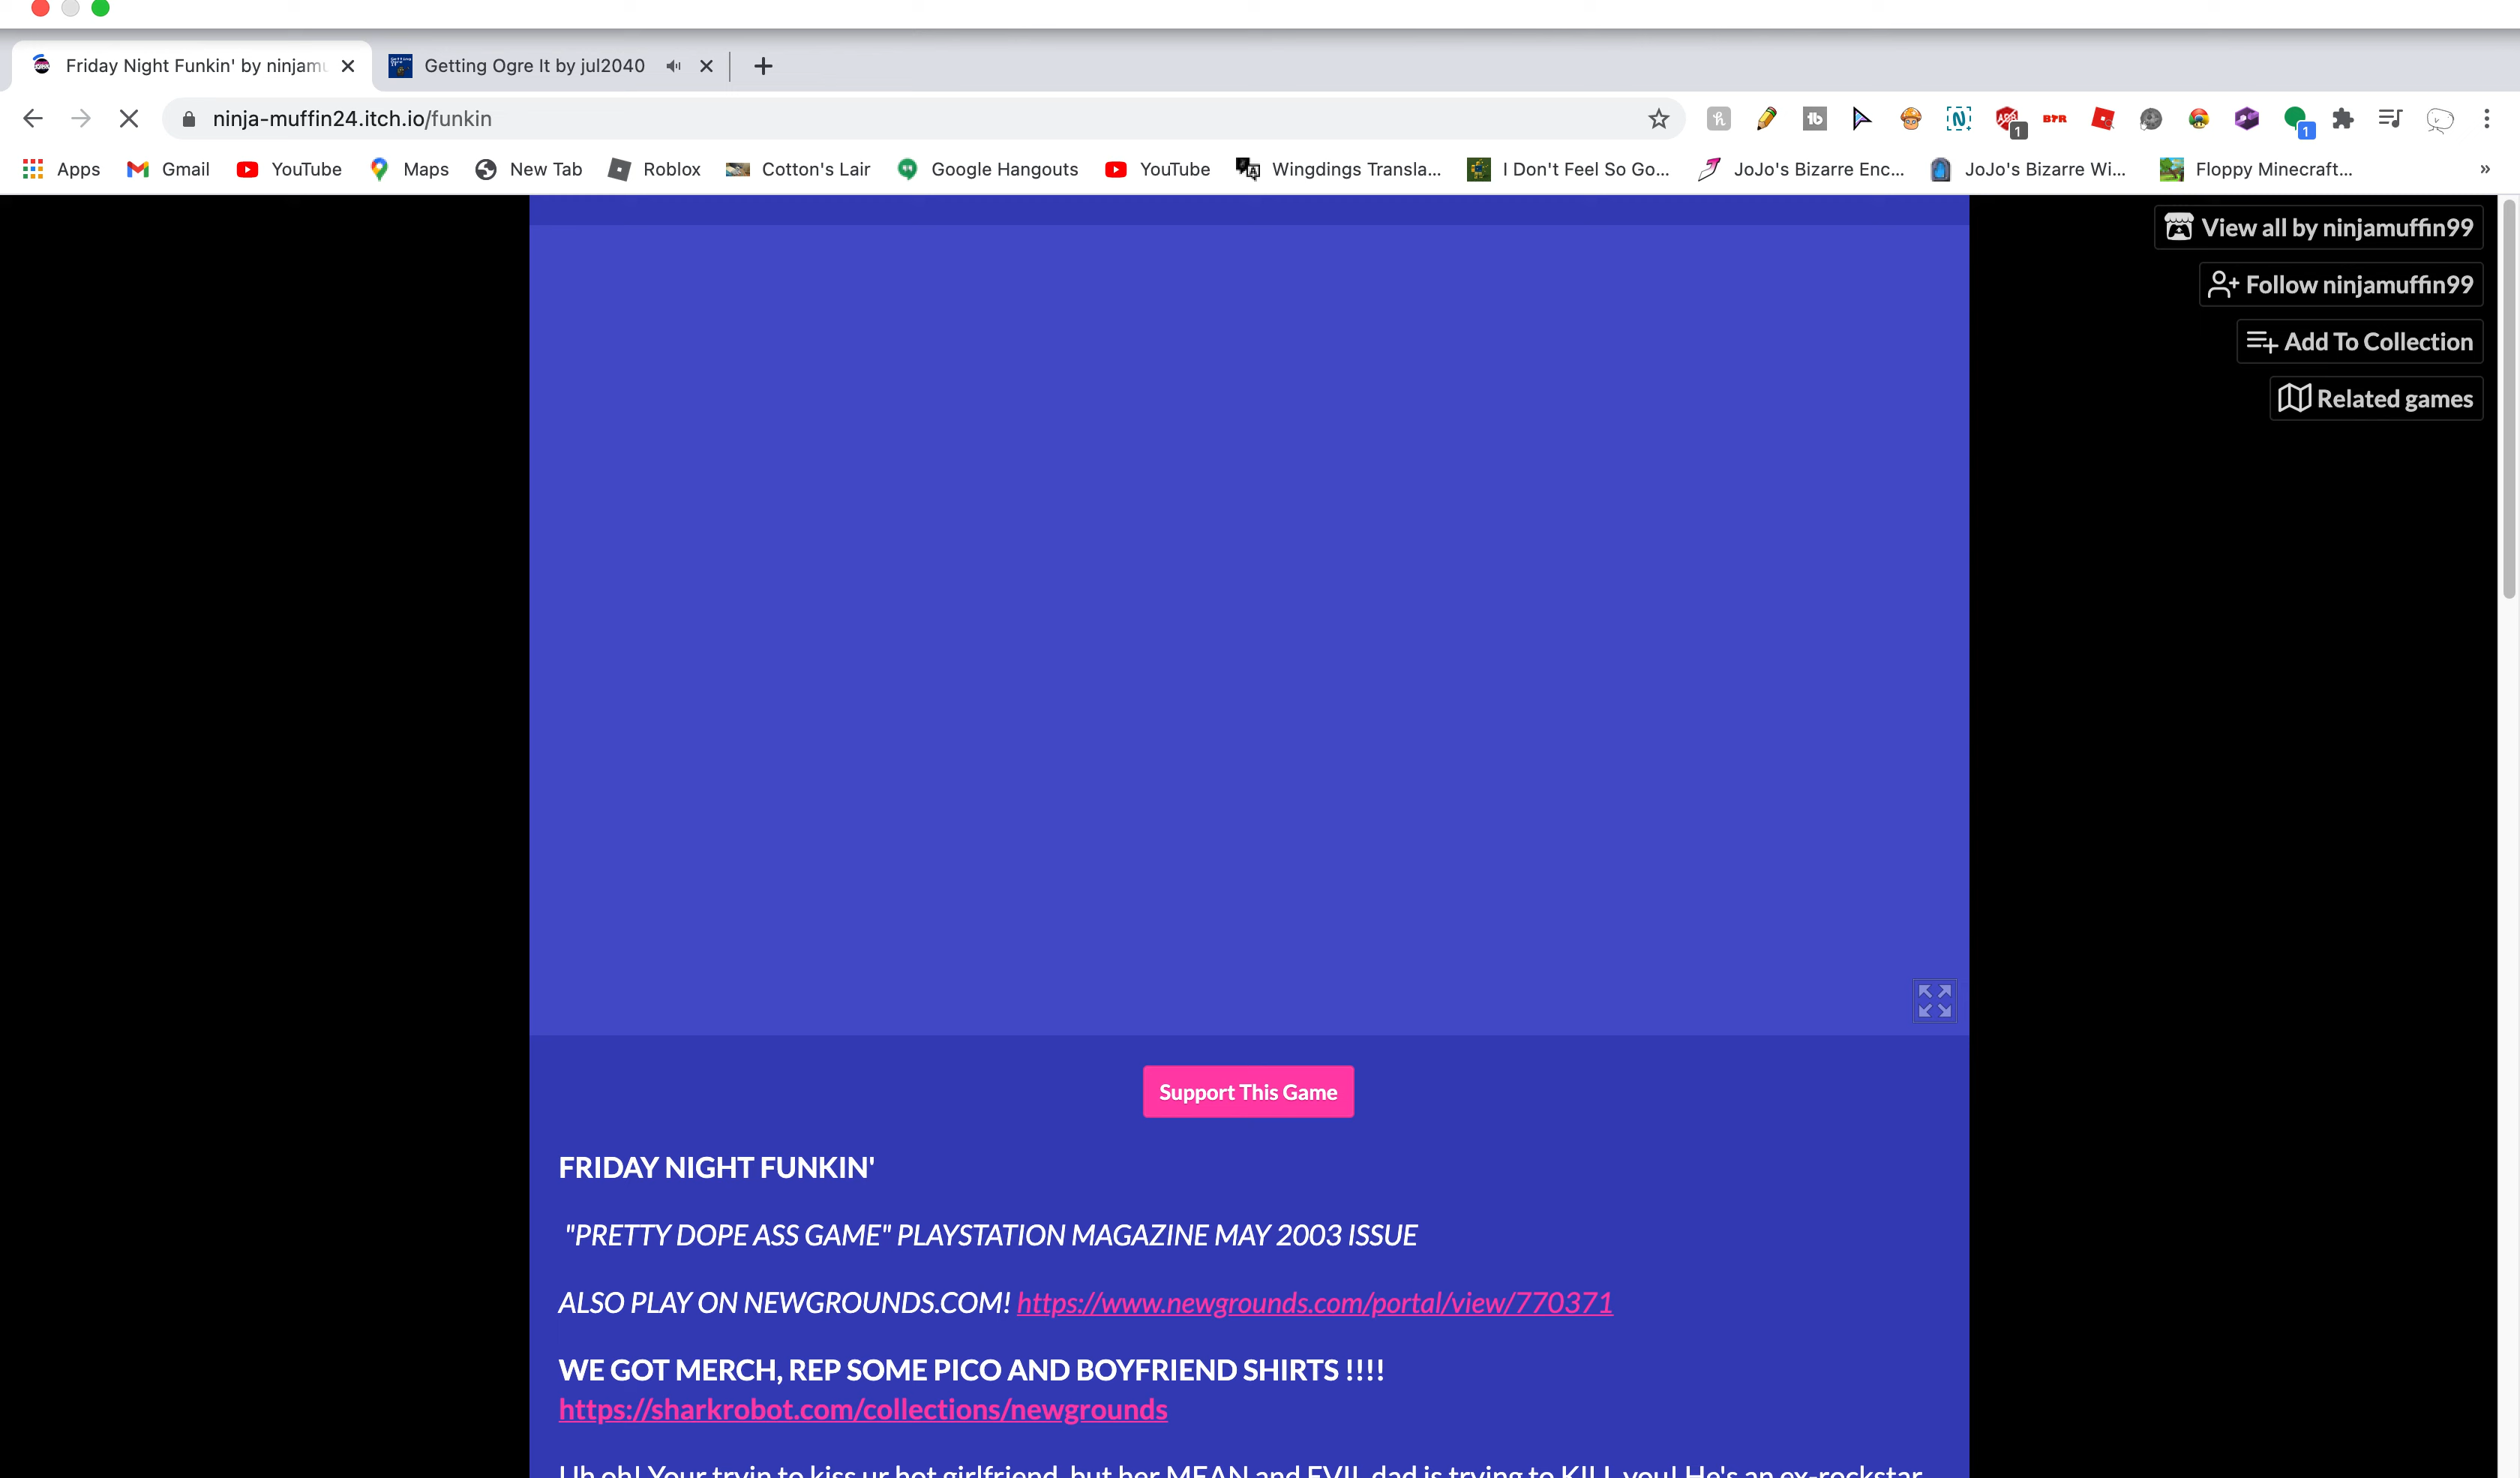 Friday Night Funkin' by ninjamu
Getting Ogre It by jul2040
ninja-muffin24.itch.io/funkin
1
BTR
1
Apps Gmail YouTube Maps New Tab Roblox Cotton's Lair Google Hangouts YouTube Wingdings Transla... I Don't Feel So Go... JoJo's Bizarre Enc... JoJo's Bizarre Wi... Floppy Minecraft... »
View all by ninjamuffin99
Follow ninjamuffin99
Add To Collection
Related games
Support This Game
FRIDAY NIGHT FUNKIN'
"PRETTY DOPE ASS GAME" PLAYSTATION MAGAZINE MAY 2003 ISSUE
ALSO PLAY ON NEWGROUNDS.COM! https://www.newgrounds.com/portal/view/770371
WE GOT MERCH, REP SOME PICO AND BOYFRIEND SHIRTS !!!!
https://sharkrobot.com/collections/newgrounds
Uh oh! Your tryin to kiss ur hot girlfriend, but her MEAN and EVIL dad is trying to KILL you! He's an ex-rockstar,